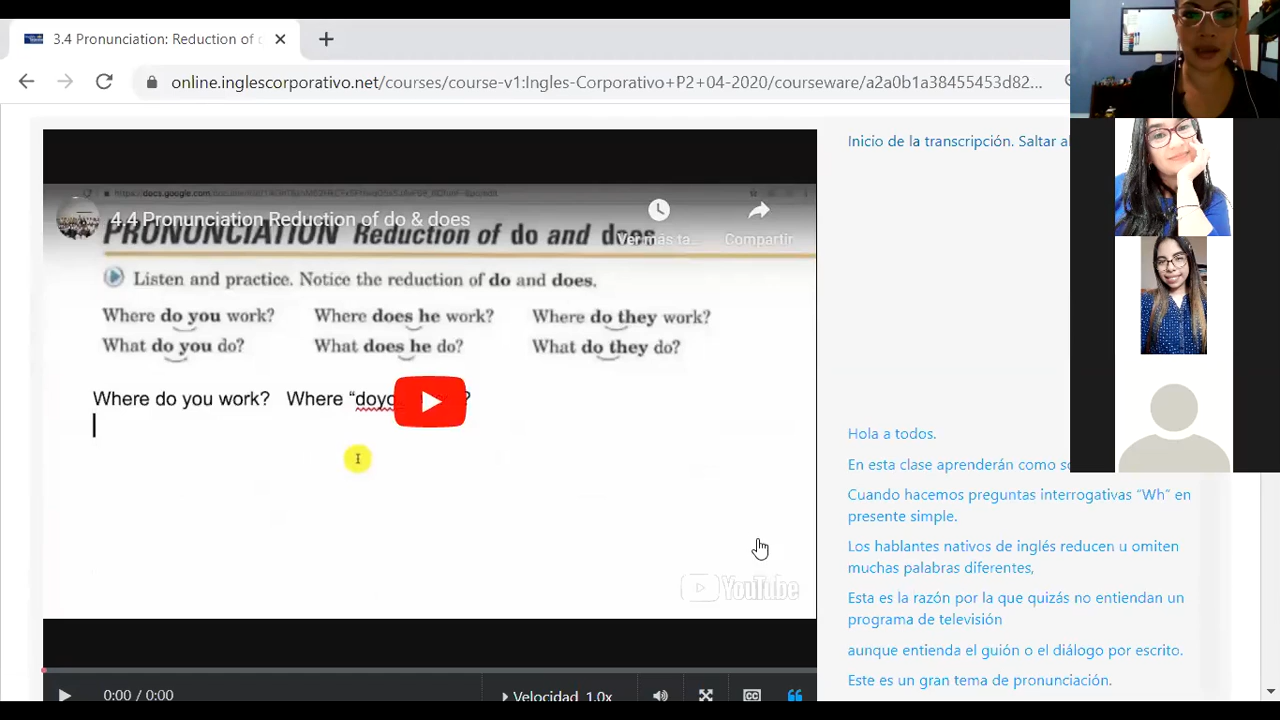 3.4 Pronunciation: Reduction of
online.inglescorporativo.net/courses/course-v1:Ingles-Corporativo+P2+04-2020/courseware/a2a0b1a38455453d82...
Inicio de la transcripción. Saltar al
4.4 Pronunciation Reduction of do & does
PRONUNCIATION Reduction of do and does
Ver más ta... Compartir
Listen and practice. Notice the reduction of do and does.
Where do you work? Where does he work? Where do they work?
What do you do? What does he do? What do they do?
Where do you work? Where “doyo ?
YouTube
0:00 / 0:00
Velocidad 1.0x
CC
Hola a todos.
En esta clase aprenderán como
Cuando hacemos preguntas interrogativas “Wh” en
presente simple.
Los hablantes nativos de inglés reducen u omiten
muchas palabras diferentes,
Esta es la razón por la que quizás no entiendan un
programa de televisión
aunque entienda el guión o el diálogo por escrito.
Este es un gran tema de pronunciación.